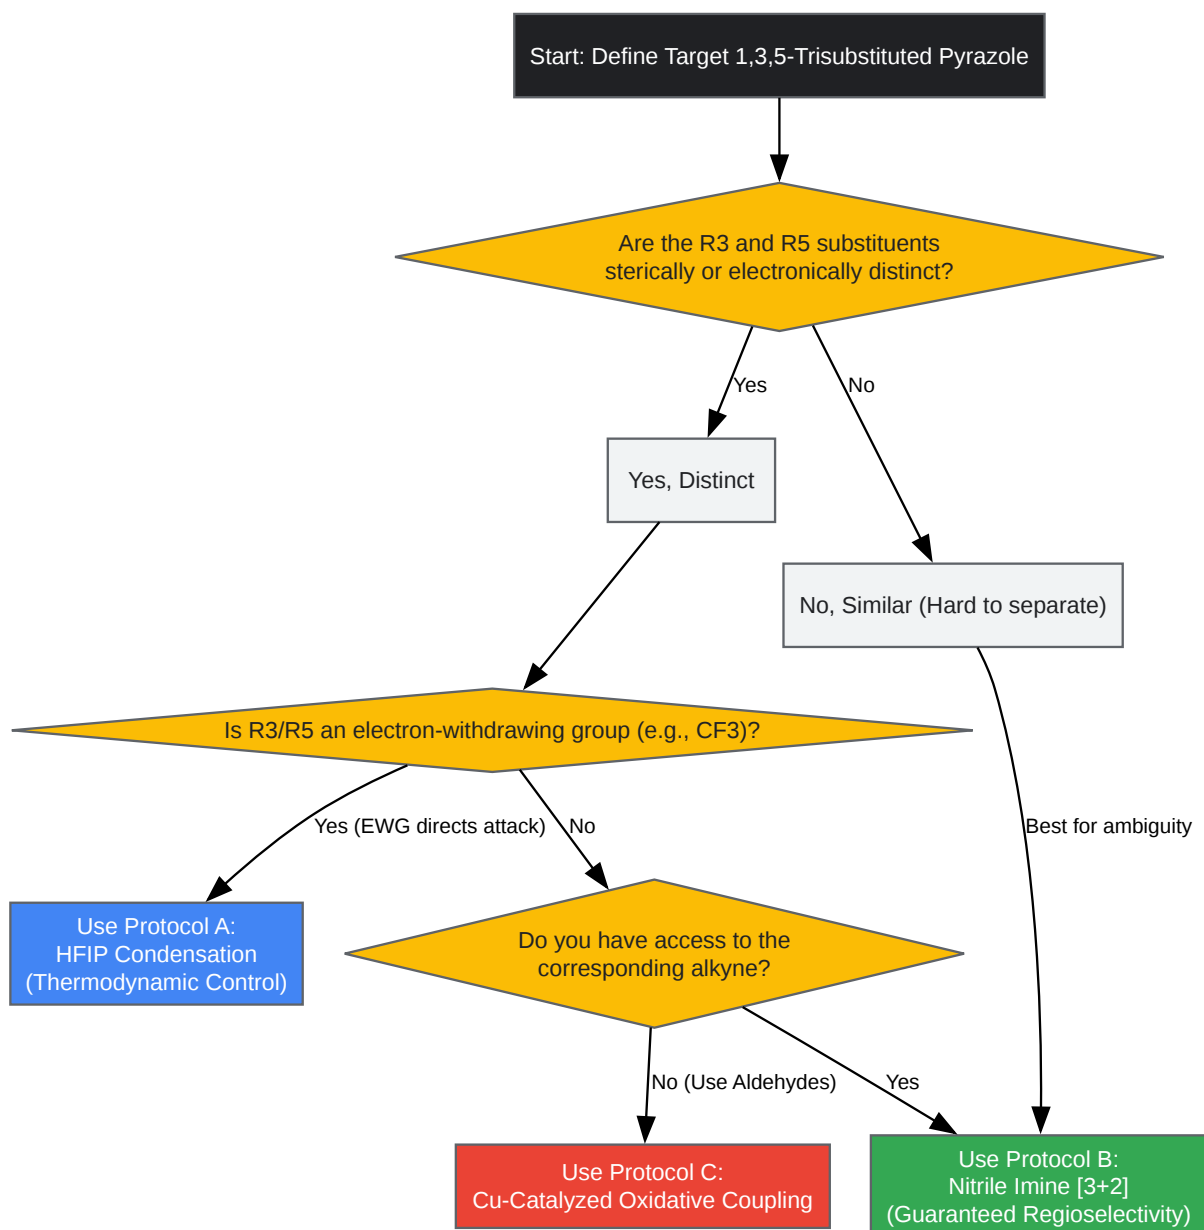 Start: Define Target 1,3,5-Trisubstituted Pyrazole
Are the R3 and R5 substituents
sterically or electronically distinct?
Yes
No
Yes, Distinct
No, Similar (Hard to separate)
Is R3/R5 an electron-withdrawing group (e.g., CF3)?
Yes (EWG directs attack)
No
Best for ambiguity
Use Protocol A:
HFIP Condensation
(Thermodynamic Control)
Do you have access to the
corresponding alkyne?
No (Use Aldehydes)
Yes
Use Protocol C:
Cu-Catalyzed Oxidative Coupling
Use Protocol B:
Nitrile Imine [3+2]
(Guaranteed Regioselectivity)